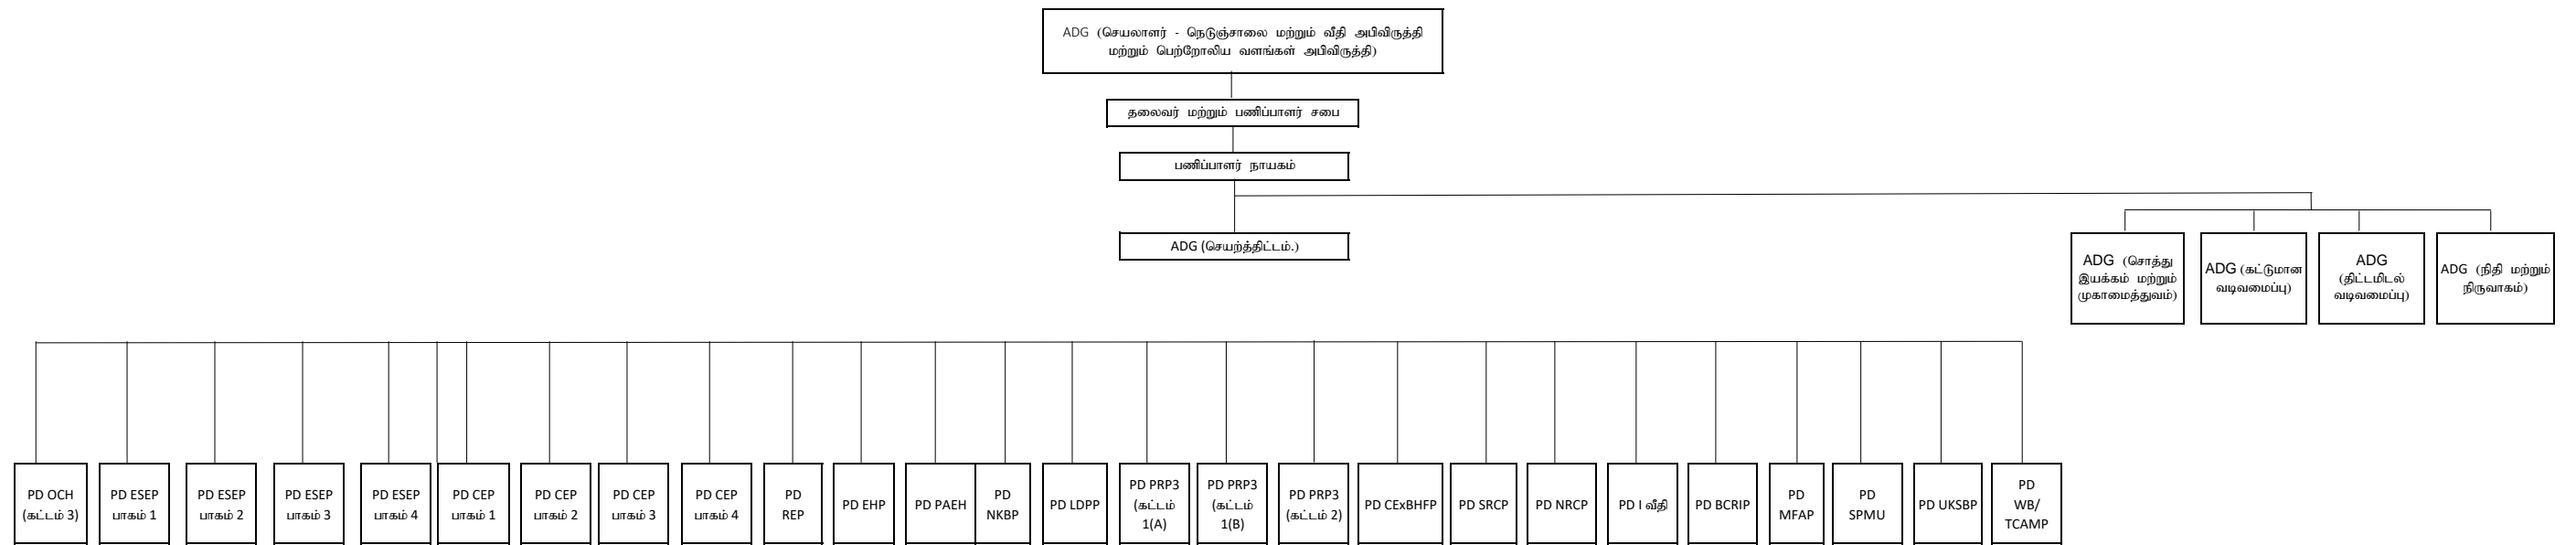 ADG (செயலாளர் - நெடுஞ்சாலை மற்றும் வீதி அபிவிருத்தி
மற்றும் பெற்றோலிய வளங்கள் அபிவிருத்தி)
தலைவர் மற்றும் பணிப்பாளர் சபை
பணிப்பாளர் நாயகம்
ADG (செயற்த்திட்டம்.)
ADG (சொத்து
இயக்கம் மற்றும்
முகாமைத்துவம்)
ADG (கட்டுமான
வடிவமைப்பு)
ADG
(திட்டமிடல்
வடிவமைப்பு)
ADG (நிதி மற்றும்
நிருவாகம்)
PD OCH
(கட்டம் 3)
PD ESEP
பாகம் 1
PD ESEP
பாகம் 2
PD ESEP
பாகம் 3
PD ESEP
பாகம் 4
PD CEP
பாகம் 1
PD CEP
பாகம் 2
PD CEP
பாகம் 3
PD CEP
பாகம் 4
PD
REP
PD EHP
PD PAEH
PD
NKBP
PD LDPP
PD PRP3
(கட்டம்
1(A)
PD PRP3
(கட்டம்
1(B)
PD PRP3
(கட்டம் 2)
PD CExBHFP
PD SRCP
PD NRCP
PD I வீதி
PD BCRIP
PD
MFAP
PD
SPMU
PD UKSBP
PD
WB/
TCAMP